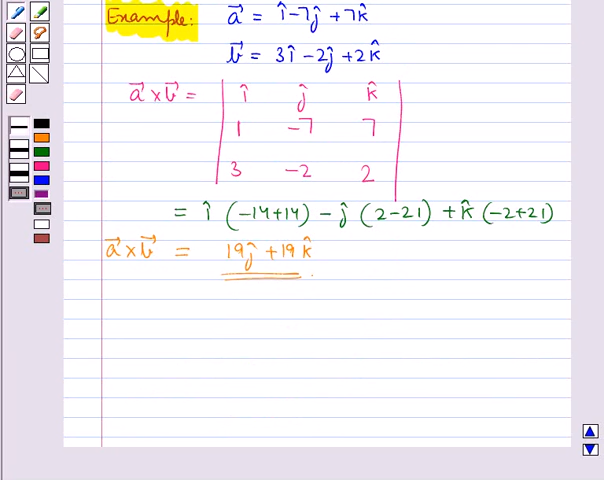 Example: a⃗ = î-7ĵ+7k̂
b⃗ = 3î-2ĵ+2k̂
a⃗×b⃗ = | î ĵ k̂ |
| 1 -7 7 |
| 3 -2 2 |
= î (-14+14) - ĵ (2-21) + k̂ (-2+21)
a⃗×b⃗ = 19ĵ+19k̂